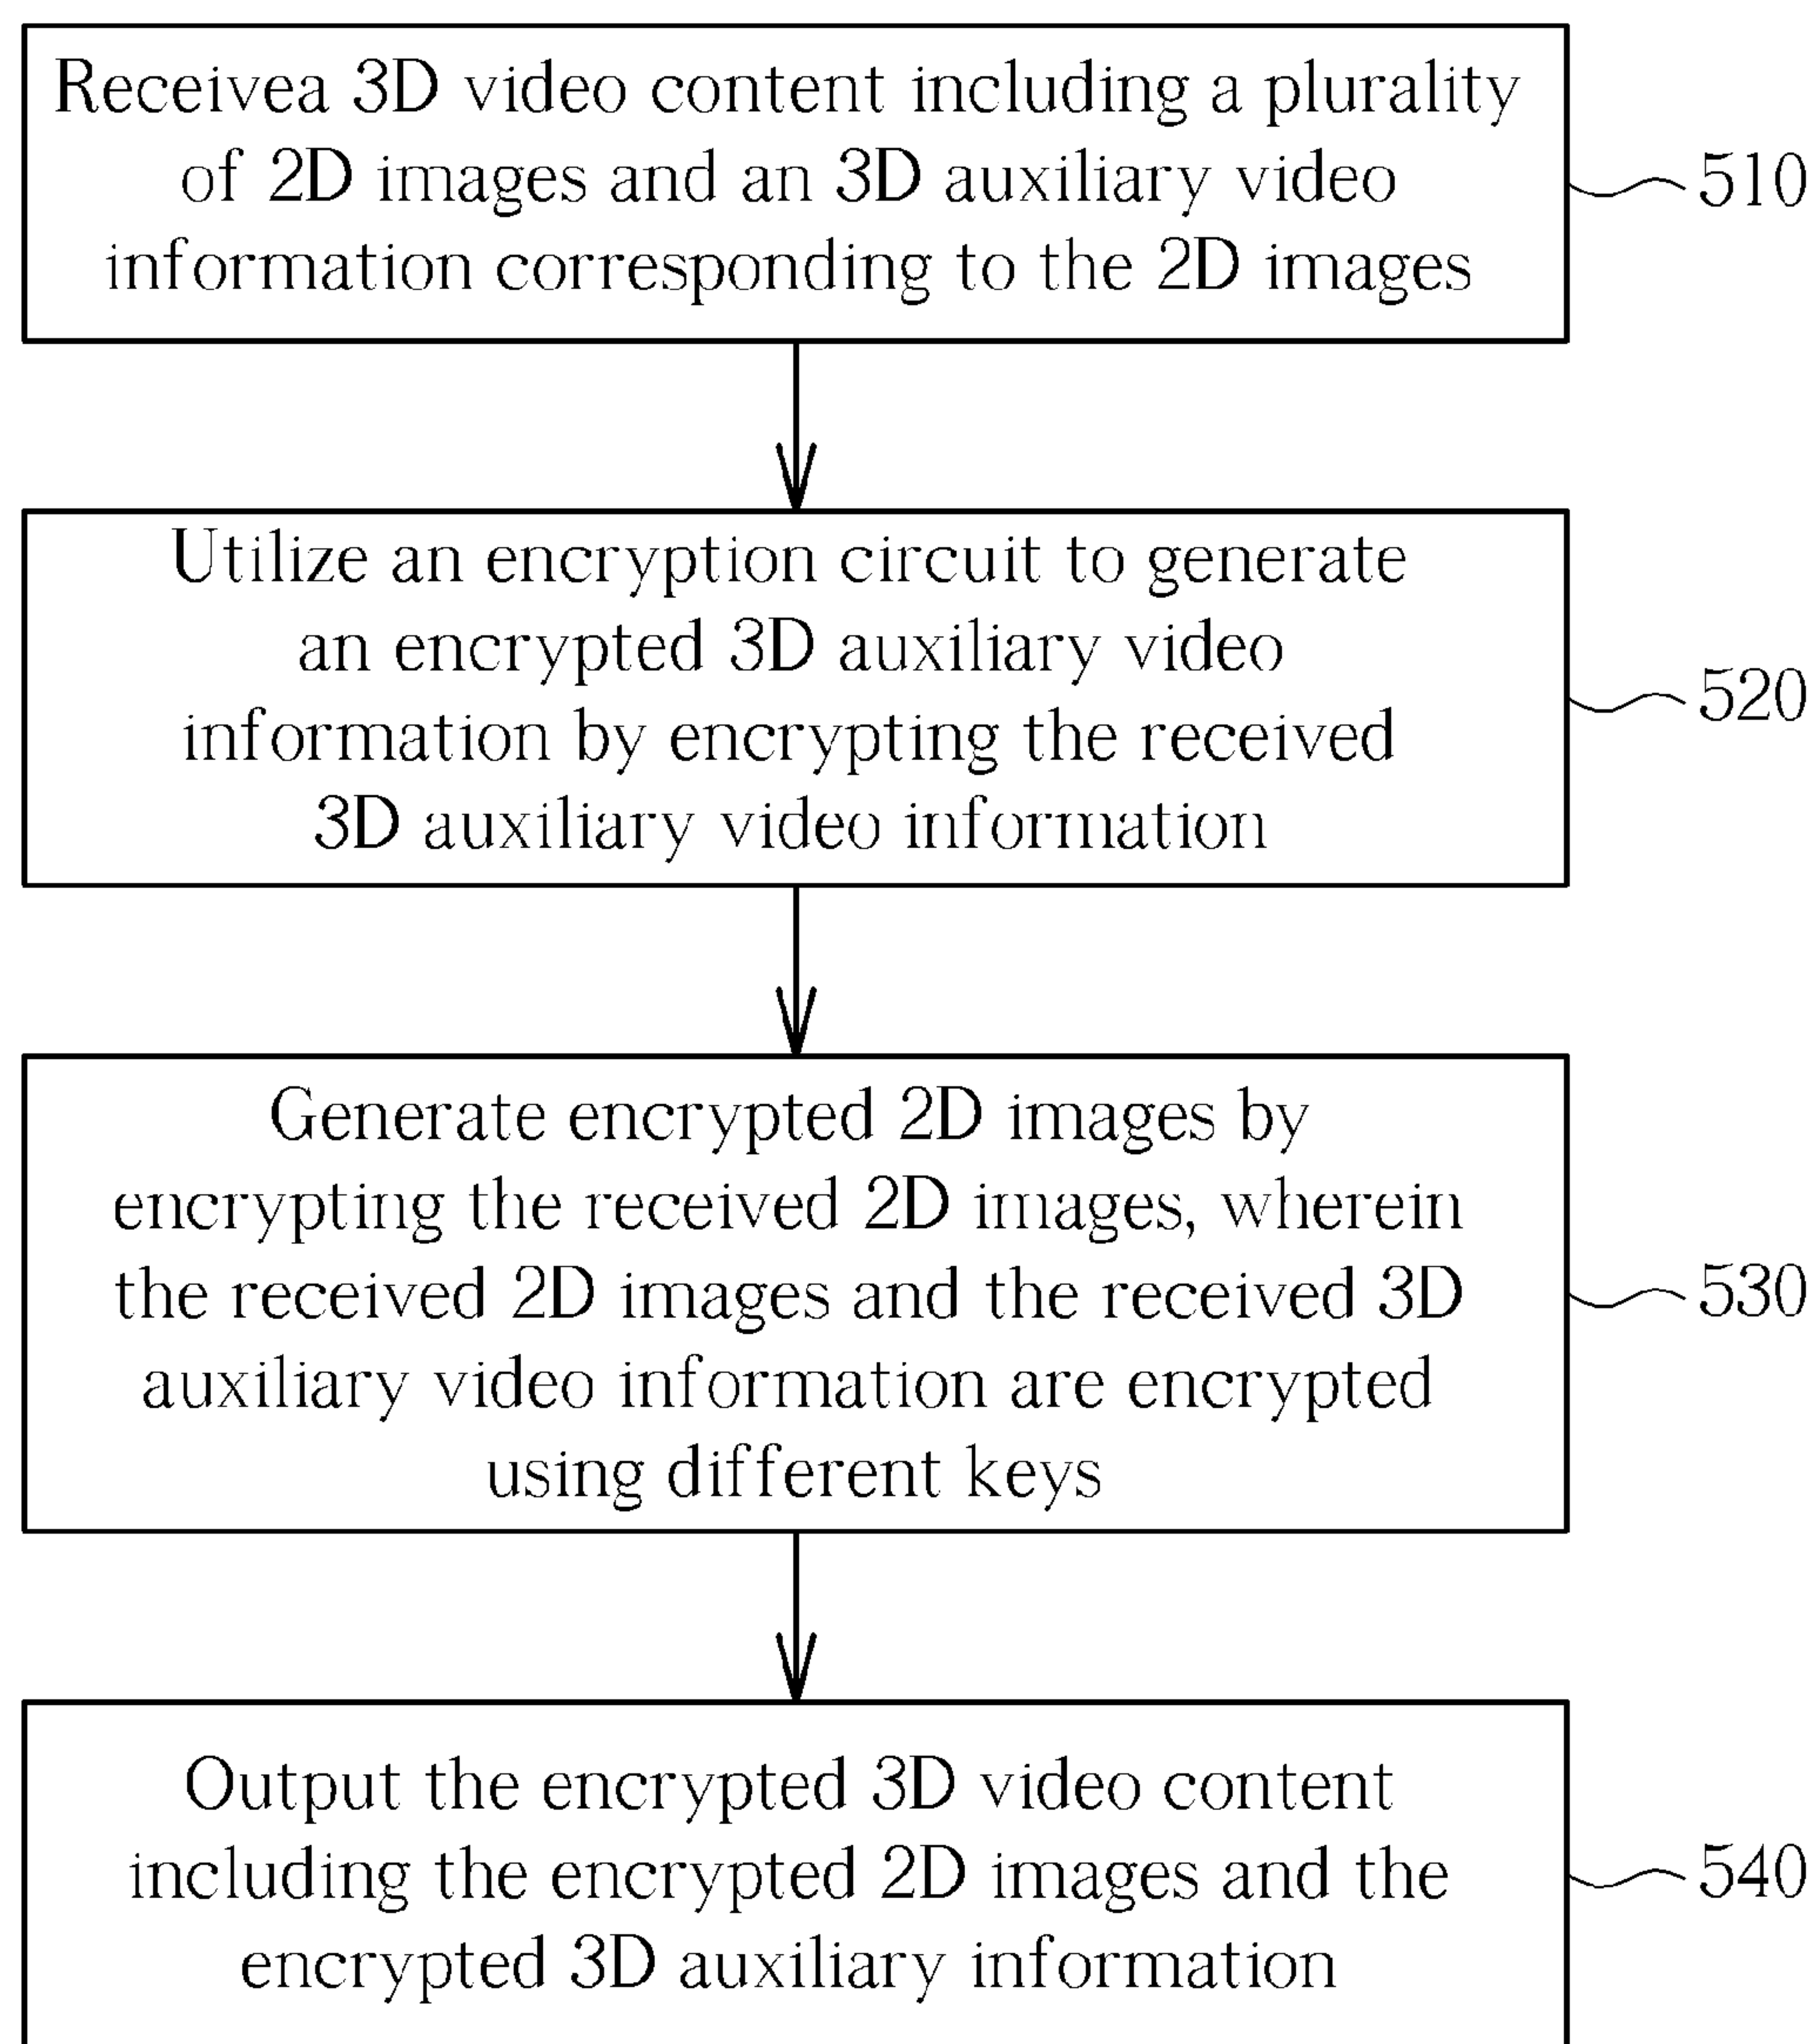 Receivea 3D video content including a plurality
of 2D images and an 3D auxiliary video
information corresponding to the 2D images
510
Utilize an encryption circuit to generate
an encrypted 3D auxiliary video
information by encrypting the received
3D auxiliary video information
520
Generate encrypted 2D images by
encrypting the received 2D images, wherein
the received 2D images and the received 3D
auxiliary video information are encrypted
using different keys
530
Output the encrypted 3D video content
including the encrypted 2D images and the
encrypted 3D auxiliary information
540